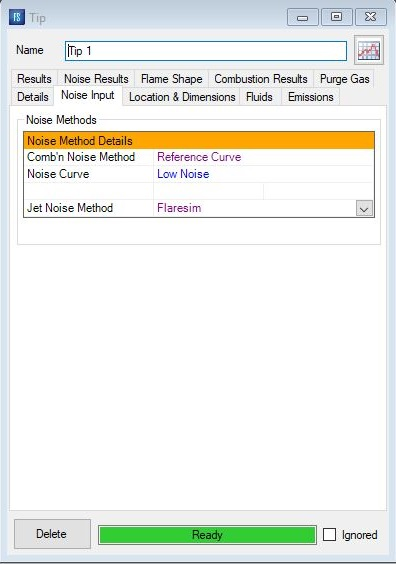 FS Tip
Name Tip 1
Results Noise Results Flame Shape Combustion Results Purge Gas
Details Noise Input Location & Dimensions Fluids Emissions
Noise Methods
Noise Method Details
Comb'n Noise Method Reference Curve
Noise Curve Low Noise
Jet Noise Method Flaresim
Delete Ready Ignored